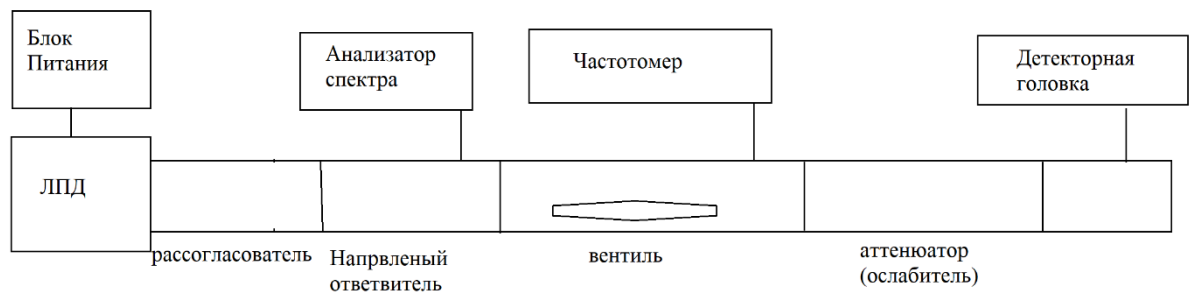 Блок
Питания
Анализатор
спектра
Частотомер
Детекторная
головка
ЛПД
рассогласователь
Напрвленый
ответвитель
вентиль
аттенюатор
(ослабитель)